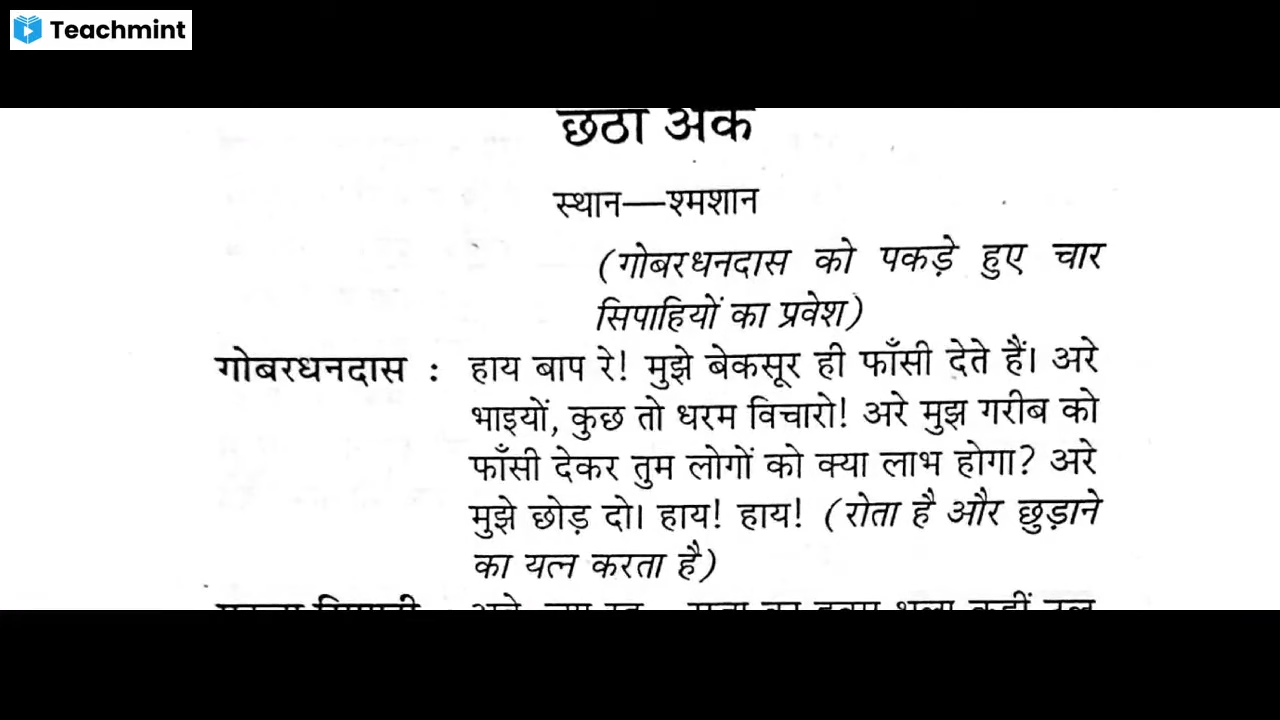 Teachmint
छठा अंक
स्थान—श्मशान
(गोबरधनदास को पकड़े हुए चार
सिपाहियों का प्रवेश)
गोबरधनदास : हाय बाप रे! मुझे बेकसूर ही फाँसी देते हैं। अरे
भाइयों, कुछ तो धरम विचारो! अरे मुझ गरीब को
फाँसी देकर तुम लोगों को क्या लाभ होगा? अरे
मुझे छोड़ दो। हाय! हाय! (रोता है और छुड़ाने
का यत्न करता है)